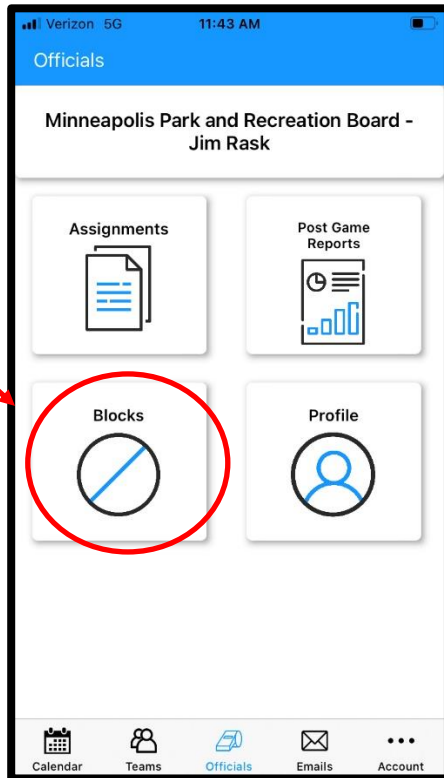 Verizon 5G 11:43 AM
Officials
Minneapolis Park and Recreation Board -
Jim Rask
Assignments
Post Game
Reports
Blocks
Profile
Calendar Teams Officials Emails Account